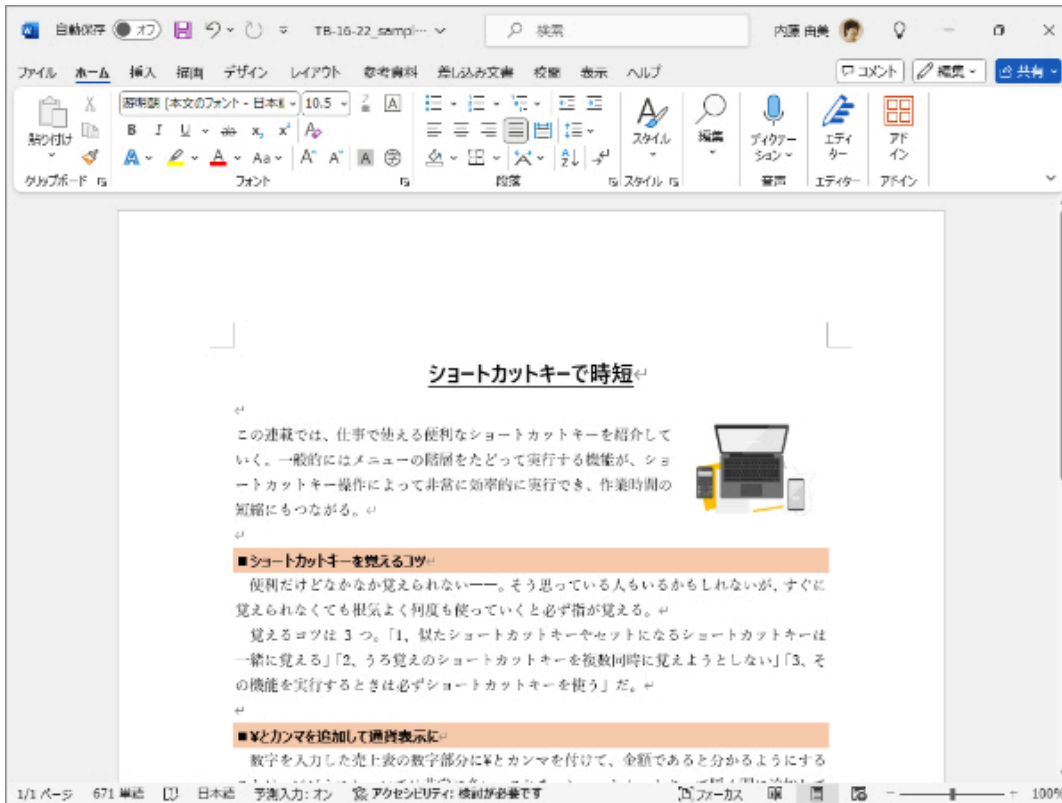 自動保存 オフ TB-16-22_sampl… 検索 内藤 由美
ファイル ホーム 挿入 描画 デザイン レイアウト 参考資料 差し込み文書 校閲 表示 ヘルプ コメント 編集 共有
游明朝 (本文のフォント - 日本 10.5
B I U ab x₂ x² A
A A Aa A A A 字
貼り付け スタイル 編集 ディクテーション エディター アドイン
クリップボード フォント 段落 スタイル 音声 エディター アドイン
ショートカットキーで時短
この連載では、仕事で使える便利なショートカットキーを紹介して
いく。一般的にはメニューの階層をたどって実行する機能が、ショ
ートカットキー操作によって非常に効率的に実行でき、作業時間の
短縮にもつながる。
■ショートカットキーを覚えるコツ
便利だけどなかなか覚えられない――。そう思っている人もいるかもしれないが、すぐに
覚えられなくても根気よく何度も使っていくと必ず指が覚える。
覚えるコツは 3 つ。「1、似たショートカットキーやセットになるショートカットキーは
一緒に覚える」「2、うろ覚えのショートカットキーを複数同時に覚えようとしない」「3、そ
の機能を実行するときは必ずショートカットキーを使う」だ。
■¥とカンマを追加して通貨表示に
数字を入力した売上表の数字部分に¥とカンマを付けて、金額であると分かるようにする
1/1 ページ 671 単語 日本語 予測入力: オン アクセシビリティ: 検討が必要です フォーカス 100%